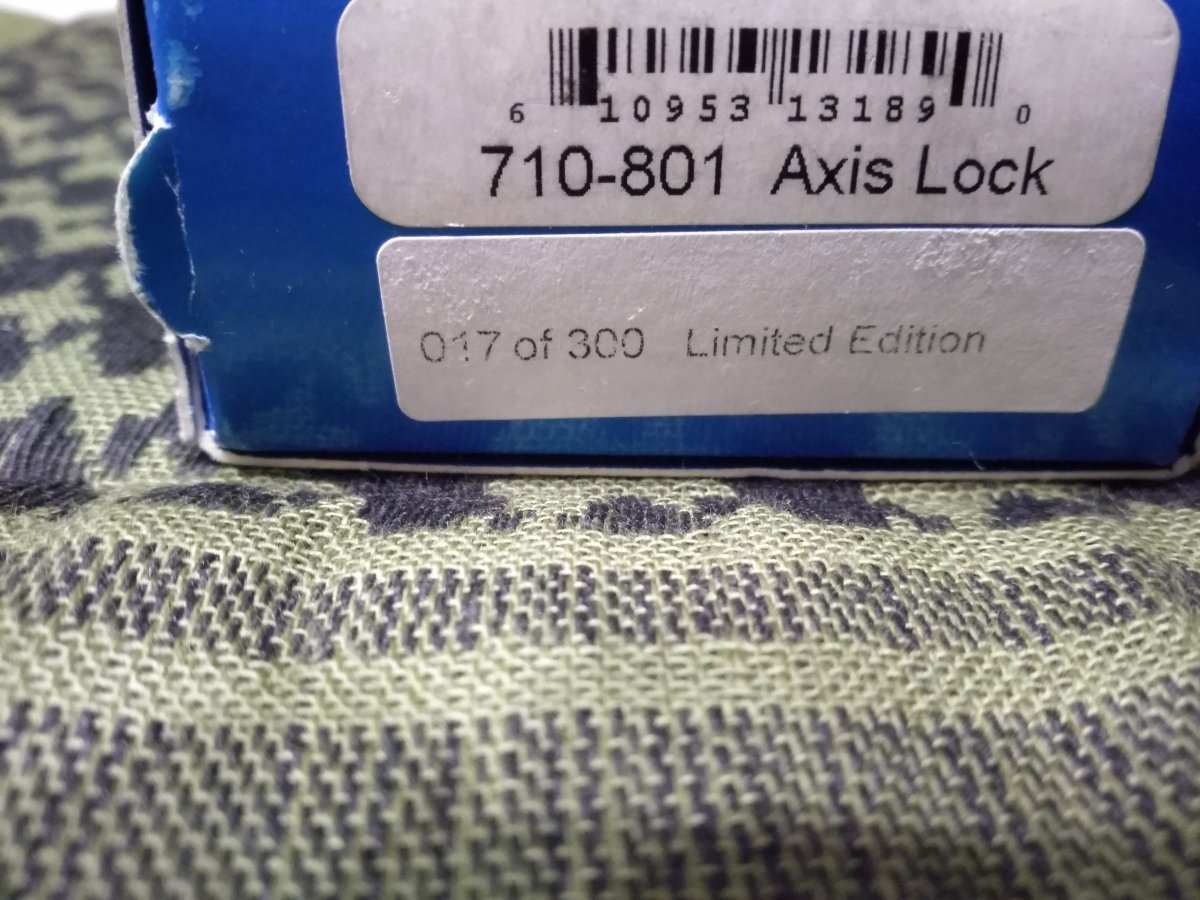 6 10953 13189 0
710-801 Axis Lock
017 of 300 Limited Edition